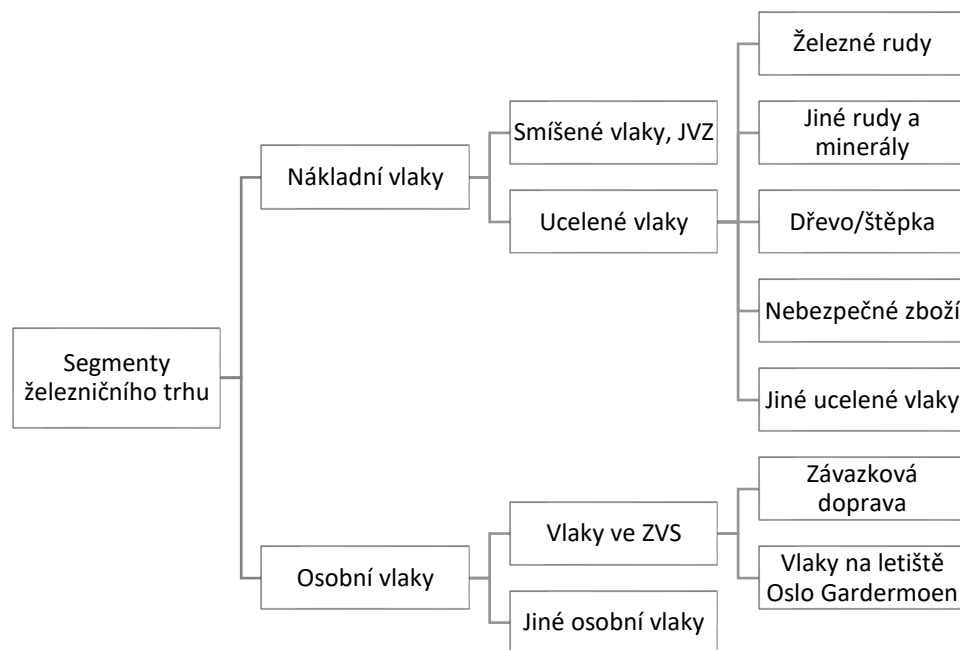 Železné rudy
Smíšené vlaky, JVZ
Jiné rudy a
minerály
Nákladní vlaky
Ucelené vlaky
Dřevo/štěpka
Nebezpečné zboží
Segmenty
železničního trhu
Jiné ucelené vlaky
Závazková
doprava
Vlaky ve ZVS
Osobní vlaky
Vlaky na letiště
Oslo Gardermoen
Jiné osobní vlaky